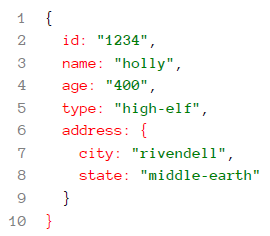 1 {
2   id: "1234",
3   name: "holly",
4   age: "400",
5   type: "high-elf",
6   address: {
7     city: "rivendell",
8     state: "middle-earth"
9   }
10 }